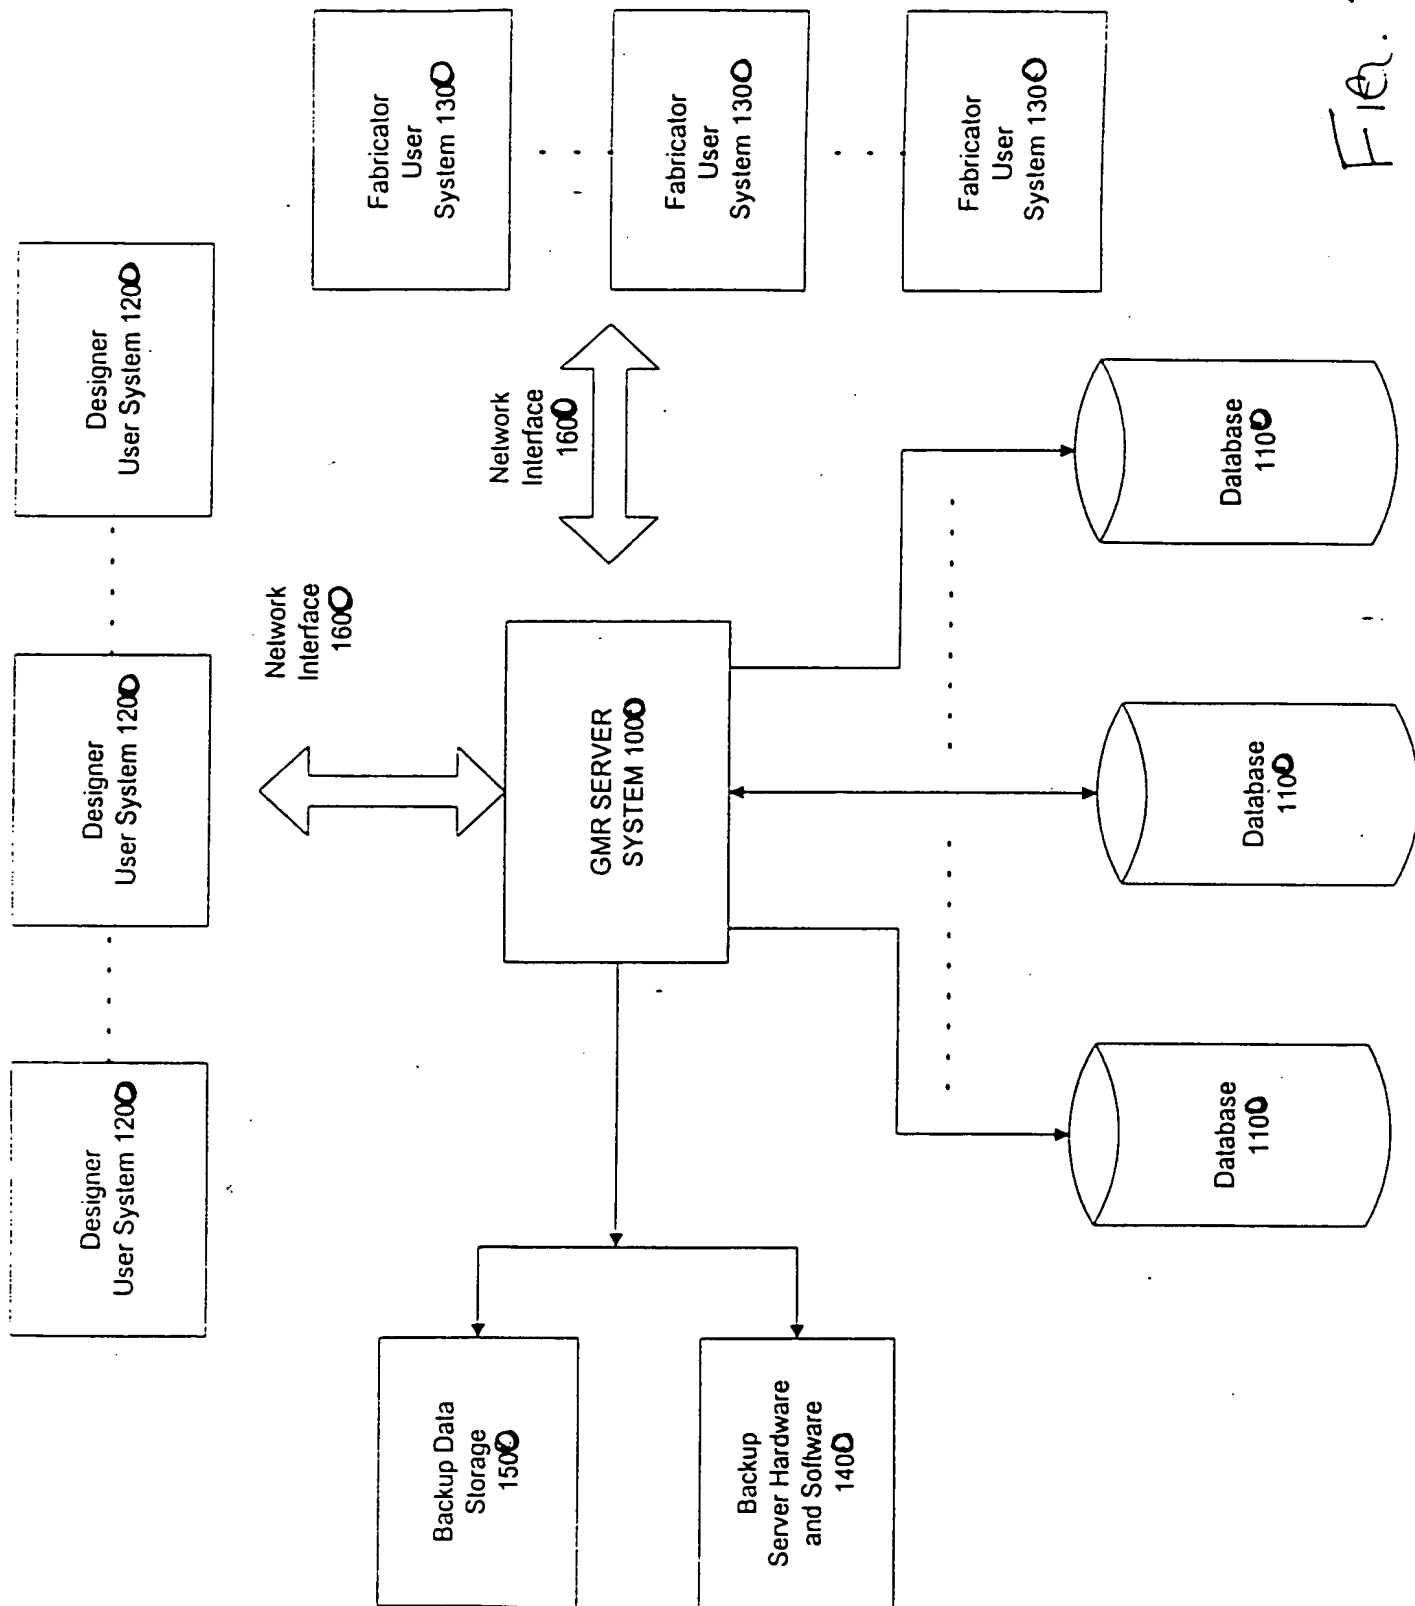 Designer
User System 1200
Designer
User System 1200
Designer
User System 1200
Network
Interface
1600
Network
Interface
1600
Fabricator
User
System 1300
Fabricator
User
System 1300
Fabricator
User
System 1300
GMR SERVER
SYSTEM 1000
Backup Data
Storage
1500
Backup
Server Hardware
and Software
1400
Database
1100
Database
1100
Database
1100
FIG.